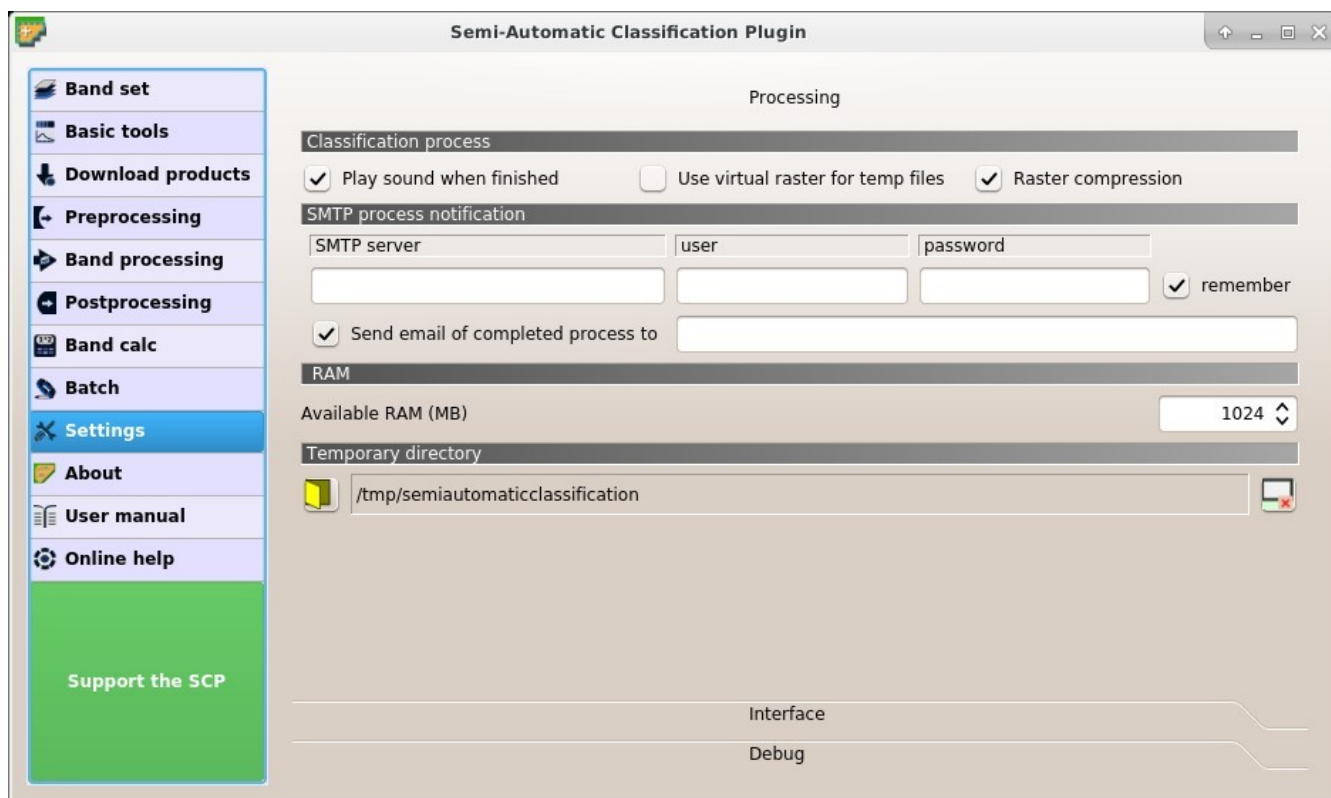 Semi-Automatic Classification Plugin
Band set
Basic tools
Download products
Preprocessing
Band processing
Postprocessing
Band calc
Batch
Settings
About
User manual
Online help
Support the SCP
Processing
Classification process
Play sound when finished Use virtual raster for temp files Raster compression
SMTP process notification
SMTP server user password
remember
Send email of completed process to
RAM
Available RAM (MB) 1024
Temporary directory
/tmp/semiautomaticclassification
Interface
Debug